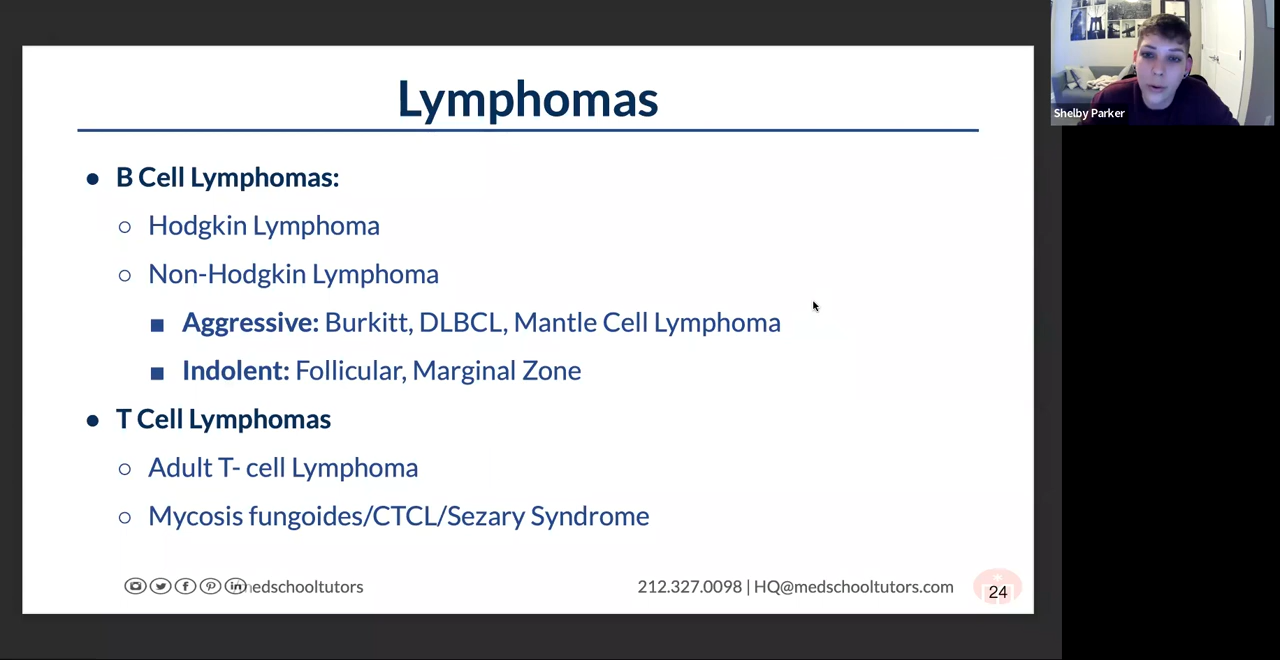 Lymphomas
B Cell Lymphomas:
Hodgkin Lymphoma
Non-Hodgkin Lymphoma
Aggressive: Burkitt, DLBCL, Mantle Cell Lymphoma
Indolent: Follicular, Marginal Zone
T Cell Lymphomas
Adult T- cell Lymphoma
Mycosis fungoides/CTCL/Sezary Syndrome
medschooltutors
212.327.0098 | HQ@medschooltutors.com
24
Shelby Parker